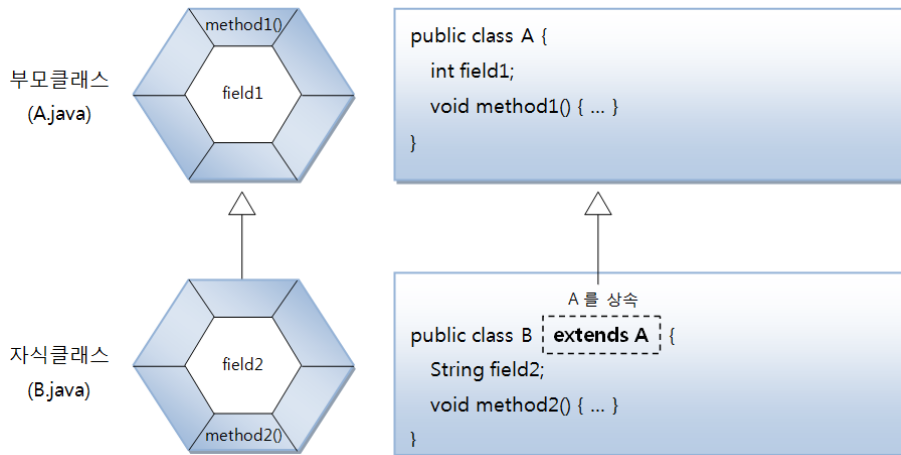 method1()
field1
부모클래스
(A.java)
public class A {
int field1;
void method1() { ... }
}
A 를 상속
public class B extends A {
String field2;
void method2() { ... }
}
자식클래스
(B.java)
field2
method2()